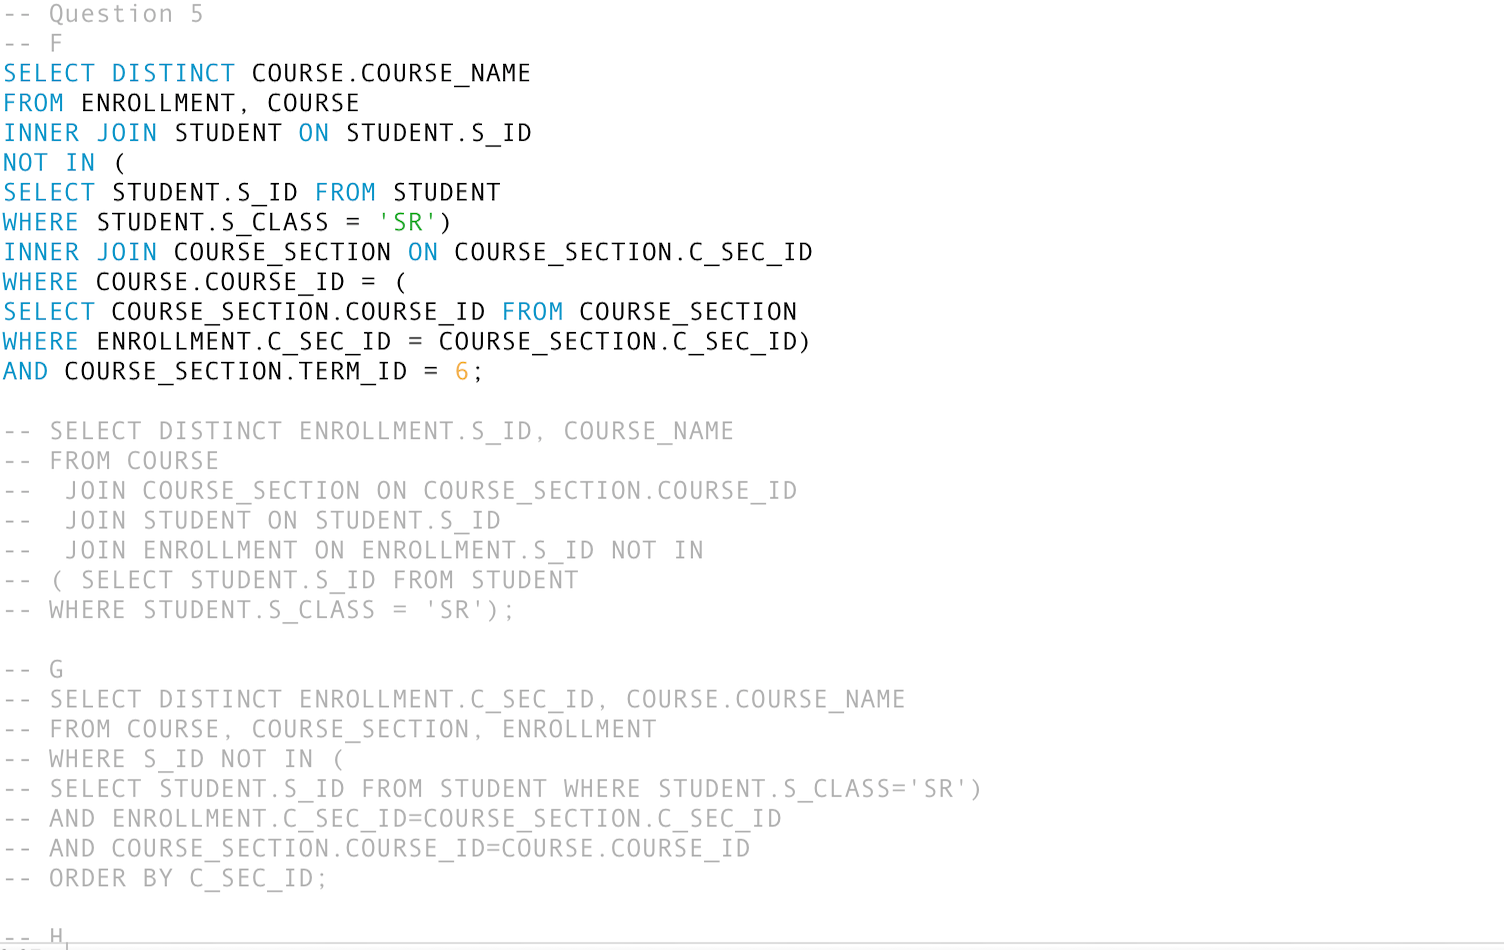 -- Question 5
-- F
SELECT DISTINCT COURSE.COURSE_NAME
FROM ENROLLMENT, COURSE
INNER JOIN STUDENT ON STUDENT.S_ID
NOT IN (
SELECT STUDENT.S_ID FROM STUDENT
WHERE STUDENT.S_CLASS = 'SR')
INNER JOIN COURSE_SECTION ON COURSE_SECTION.C_SEC_ID
WHERE COURSE.COURSE_ID = (
SELECT COURSE_SECTION.COURSE_ID FROM COURSE_SECTION
WHERE ENROLLMENT.C_SEC_ID = COURSE_SECTION.C_SEC_ID)
AND COURSE_SECTION.TERM_ID = 6;

-- SELECT DISTINCT ENROLLMENT.S_ID, COURSE_NAME
-- FROM COURSE
--  JOIN COURSE_SECTION ON COURSE_SECTION.COURSE_ID
--  JOIN STUDENT ON STUDENT.S_ID
--  JOIN ENROLLMENT ON ENROLLMENT.S_ID NOT IN
-- ( SELECT STUDENT.S_ID FROM STUDENT
-- WHERE STUDENT.S_CLASS = 'SR');

-- G
-- SELECT DISTINCT ENROLLMENT.C_SEC_ID, COURSE.COURSE_NAME
-- FROM COURSE, COURSE_SECTION, ENROLLMENT
-- WHERE S_ID NOT IN (
-- SELECT STUDENT.S_ID FROM STUDENT WHERE STUDENT.S_CLASS='SR')
-- AND ENROLLMENT.C_SEC_ID=COURSE_SECTION.C_SEC_ID
-- AND COURSE_SECTION.COURSE_ID=COURSE.COURSE_ID
-- ORDER BY C_SEC_ID;

-- H